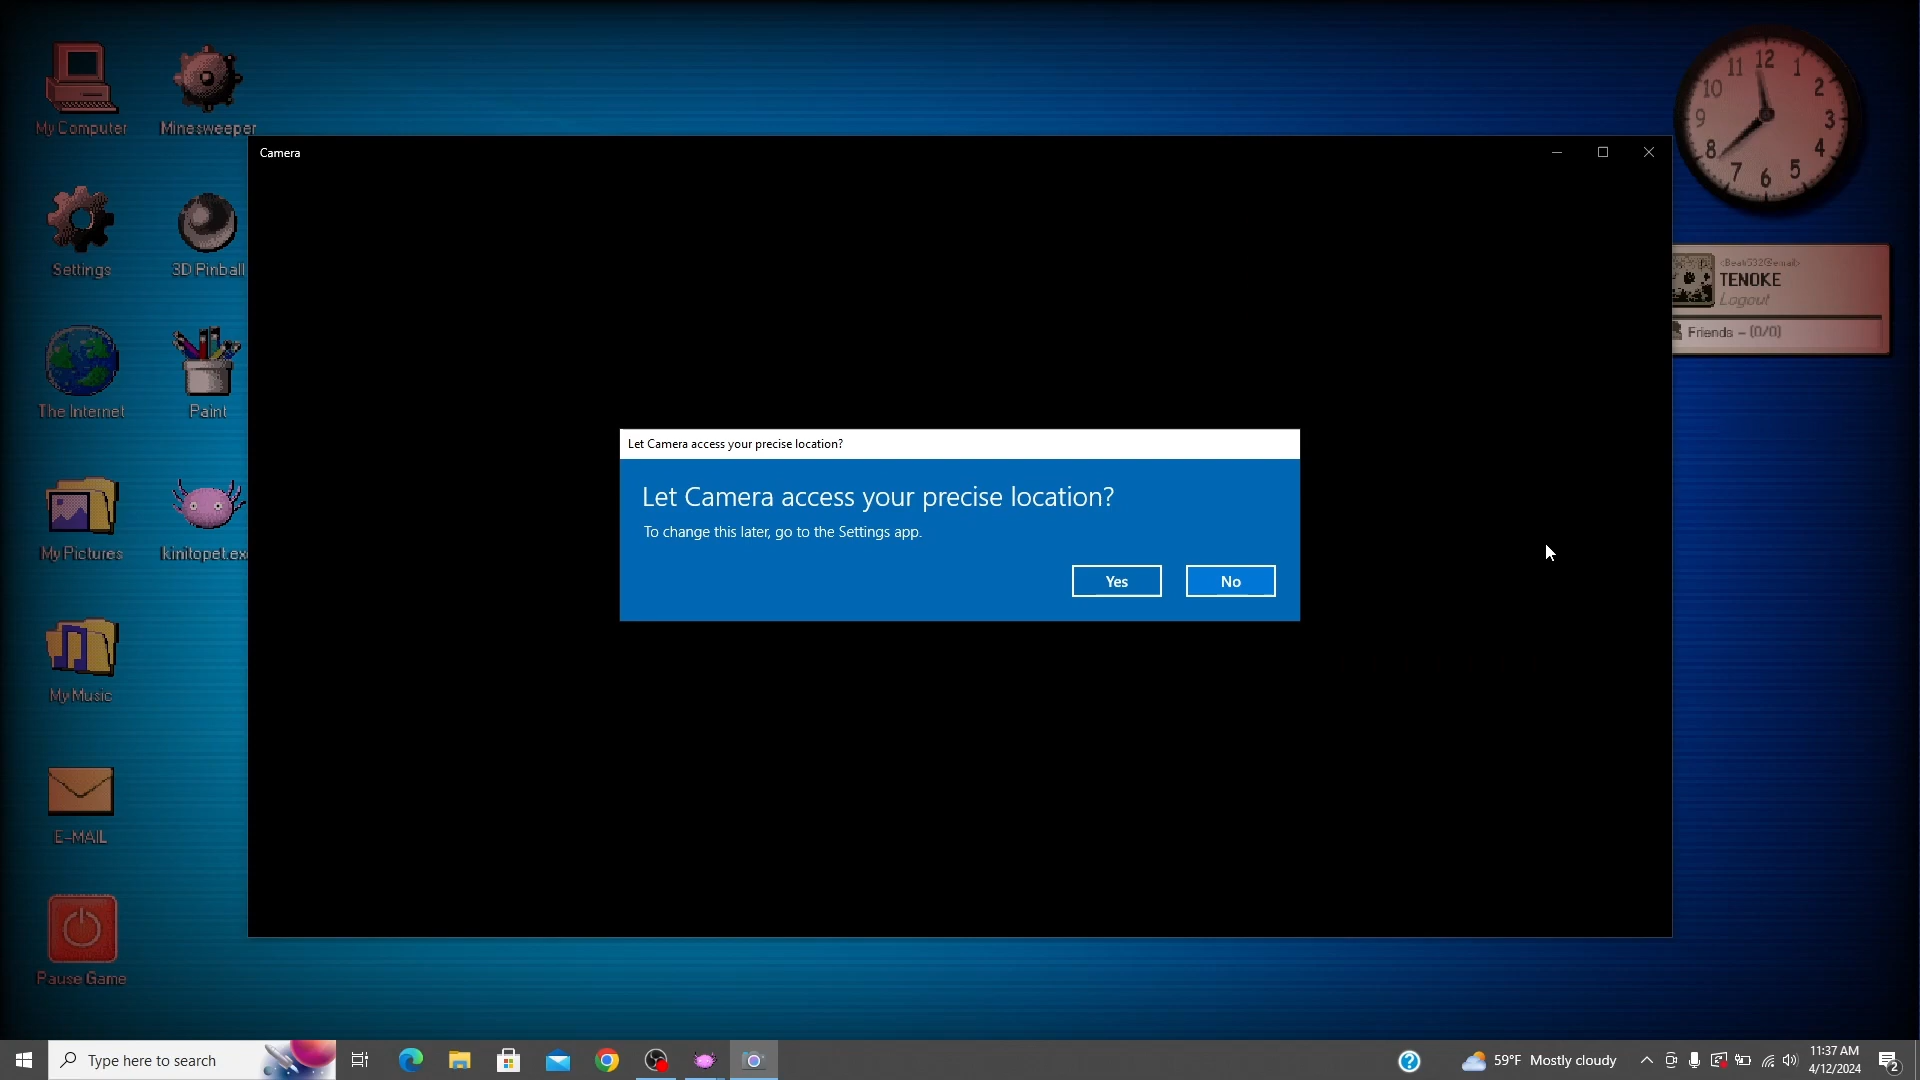 My Computer
Minesweeper
Settings
3D Pinball
The Internet
Paint
My Pictures
kinitopet.exe
My Music
E-MAIL
Pause Game
Camera
Let Camera access your precise location?
Let Camera access your precise location?
To change this later, go to the Settings app.
Yes
No
12
11
1
10
2
9
3
8
4
7
5
6
TENOKE
Logout
Friends - (0/0)
Type here to search
59°F Mostly cloudy
11:37 AM
4/12/2024
2